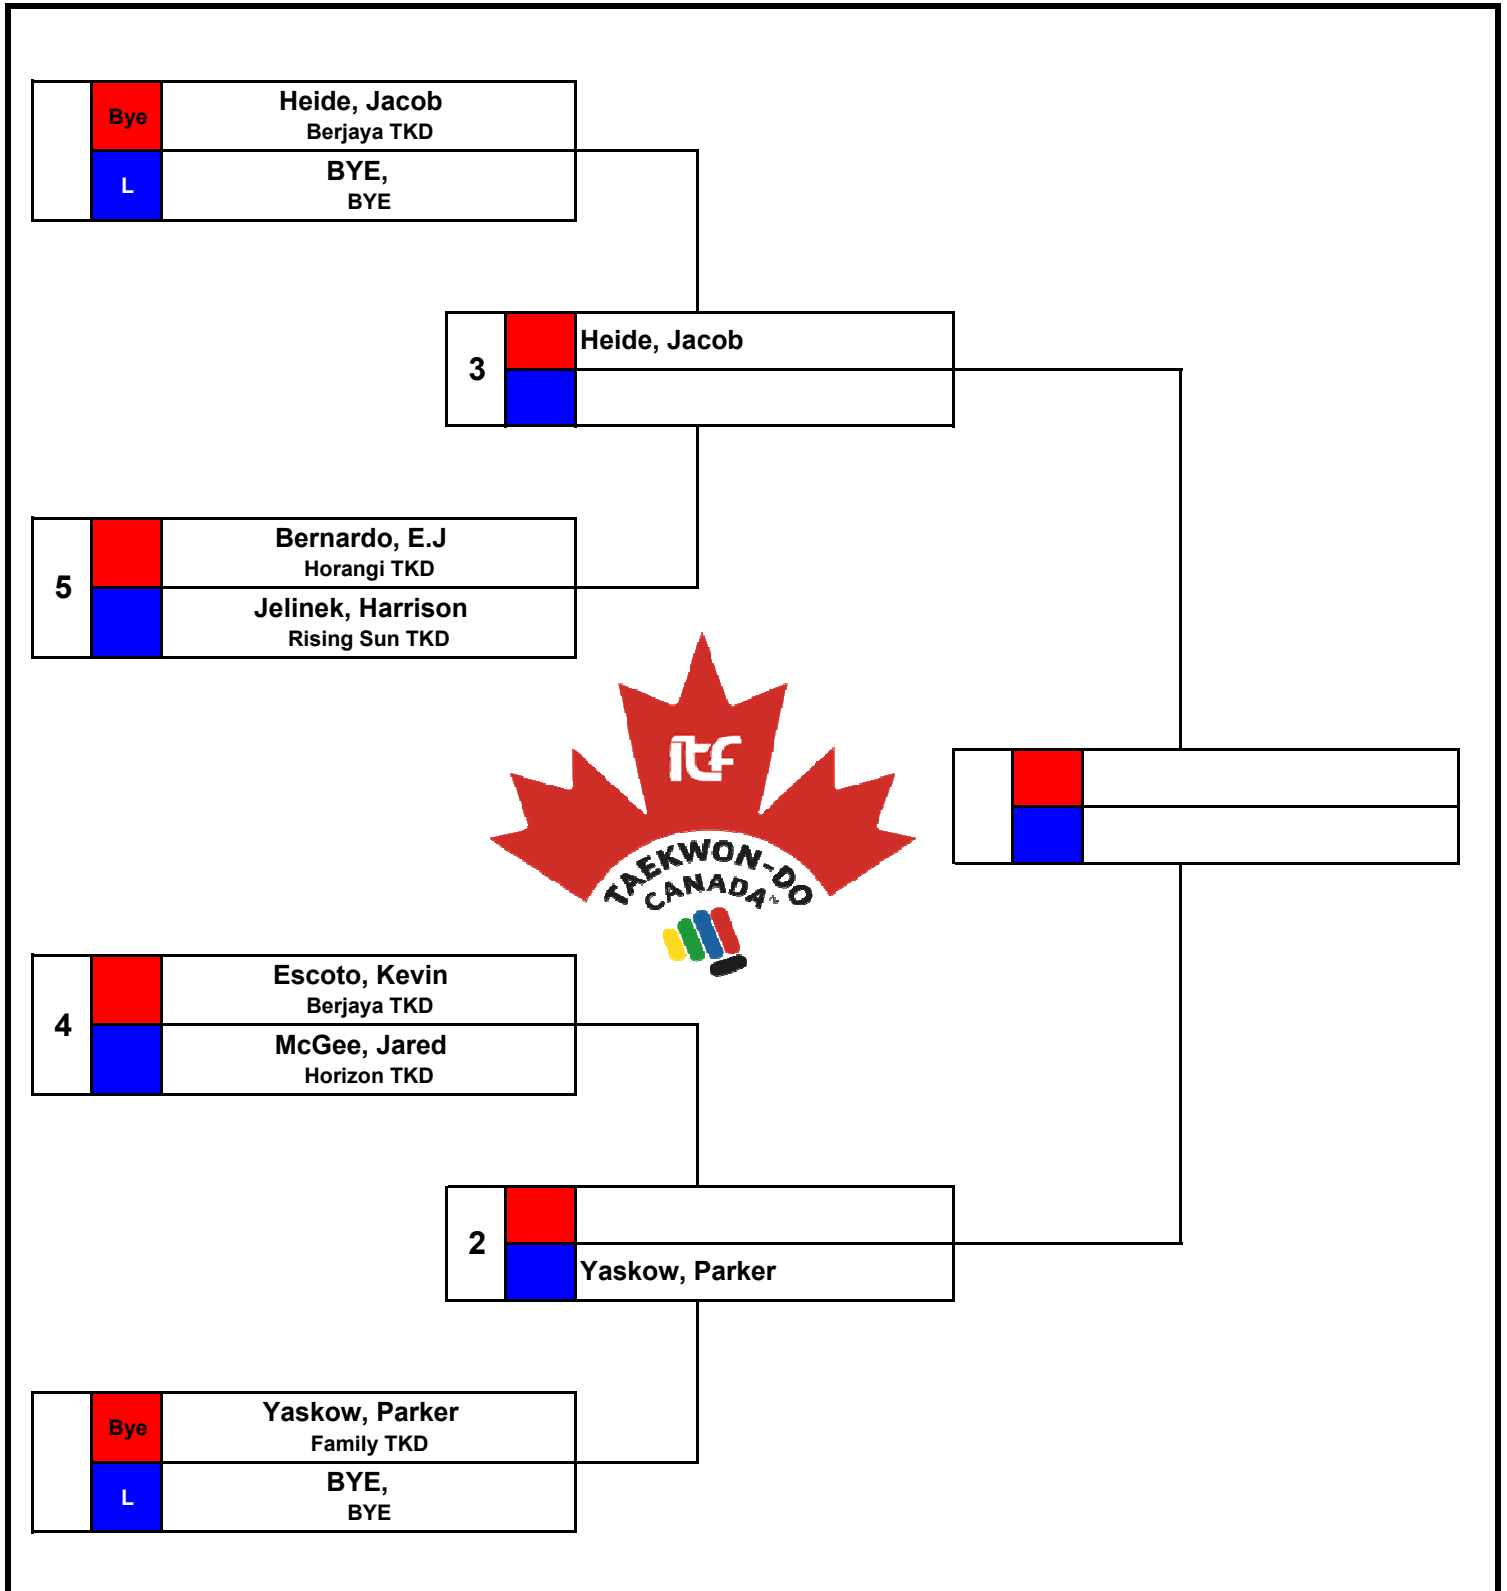 Bye
Heide, Jacob
Berjaya TKD
L
BYE,
BYE
3
Heide, Jacob
5
Bernardo, E.J
Horangi TKD
Jelinek, Harrison
Rising Sun TKD
itf
TAEKWON-DO
CANADA
4
Escoto, Kevin
Berjaya TKD
McGee, Jared
Horizon TKD
2
Yaskow, Parker
Bye
Yaskow, Parker
Family TKD
L
BYE,
BYE